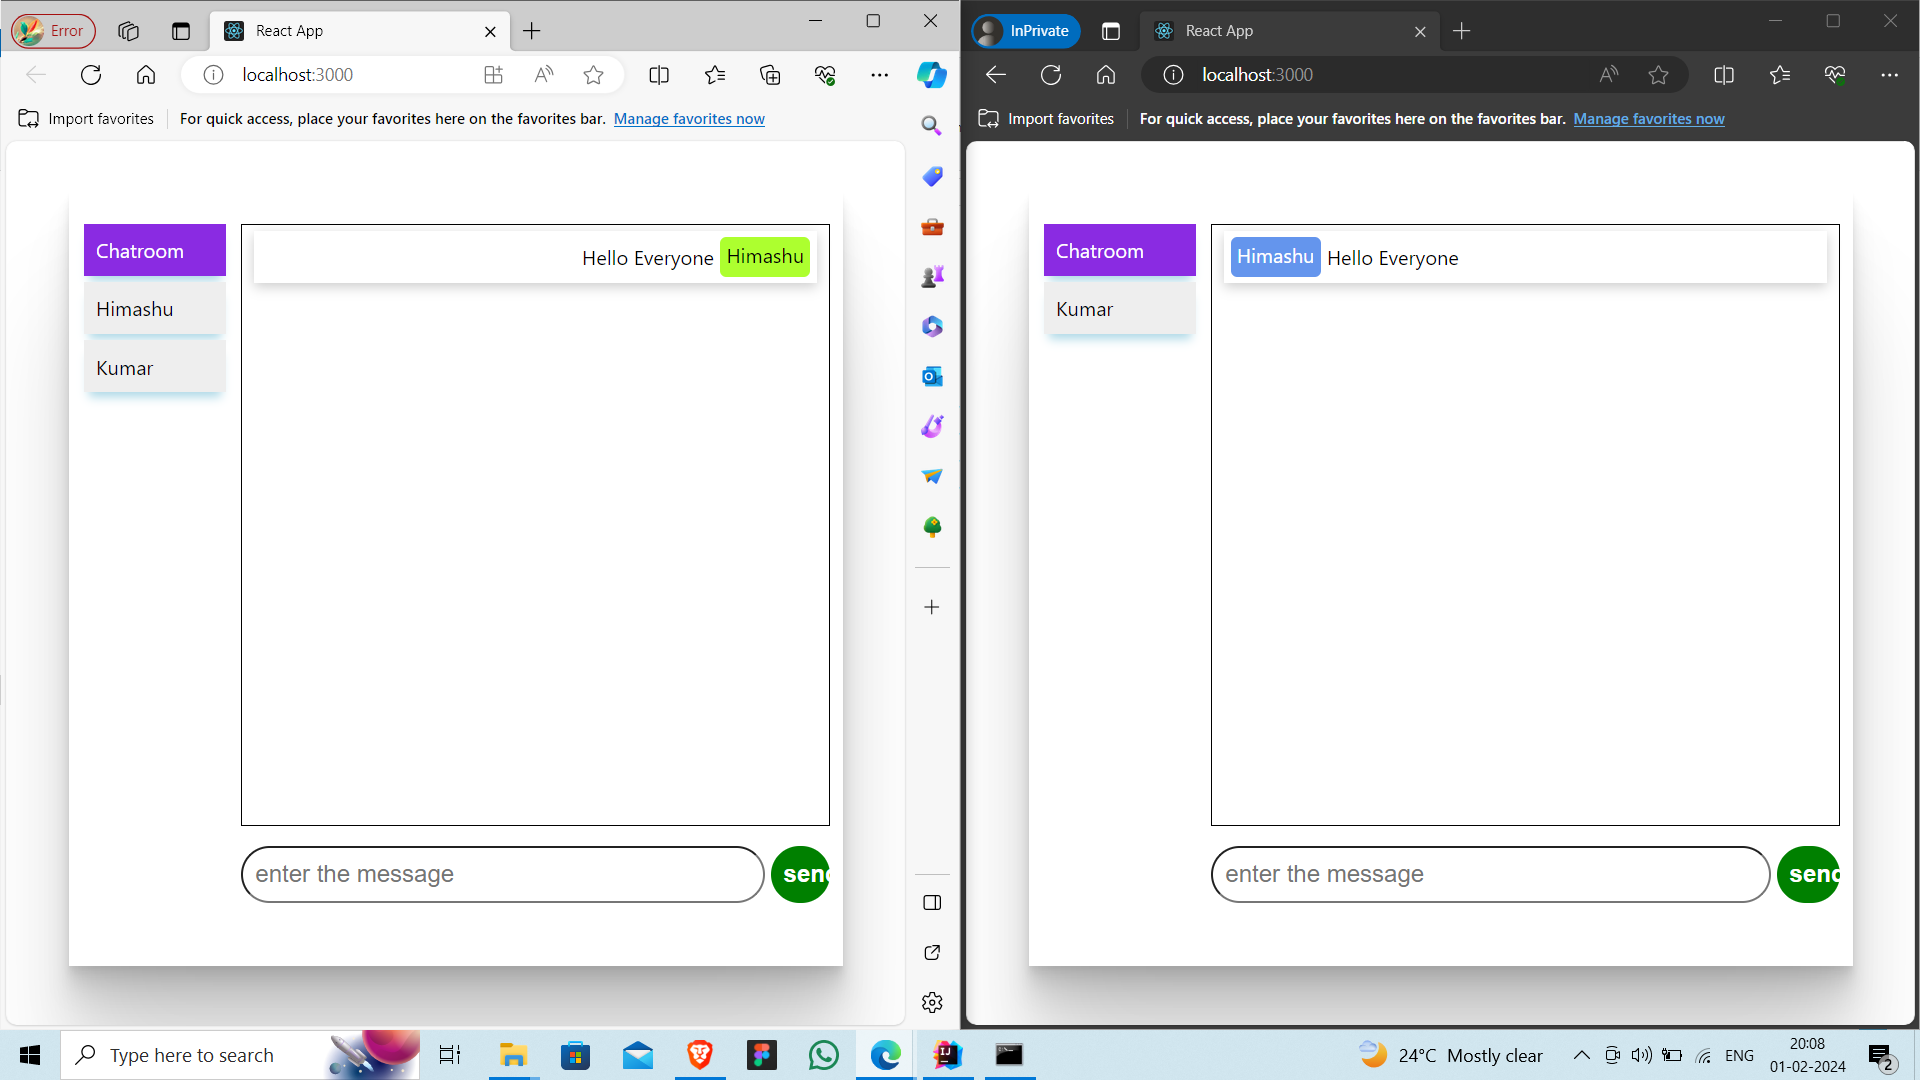 Error
React App
localhost:3000
Import favorites
For quick access, place your favorites here on the favorites bar. Manage favorites now
Chatroom
Himashu
Kumar
Hello Everyone Himashu
enter the message
send
InPrivate
React App
localhost:3000
Import favorites
For quick access, place your favorites here on the favorites bar. Manage favorites now
Chatroom
Kumar
Himashu Hello Everyone
enter the message
send
Type here to search
24°C Mostly clear
ENG
20:08
01-02-2024
2